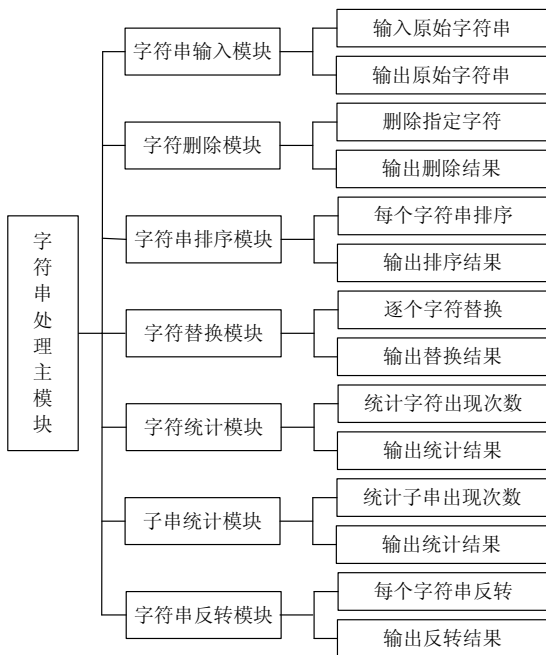 字符串处理主模块
字符串输入模块
输入原始字符串
输出原始字符串
字符删除模块
删除指定字符
输出删除结果
字符串排序模块
每个字符串排序
输出排序结果
字符替换模块
逐个字符替换
输出替换结果
字符统计模块
统计字符出现次数
输出统计结果
子串统计模块
统计子串出现次数
输出统计结果
字符串反转模块
每个字符串反转
输出反转结果